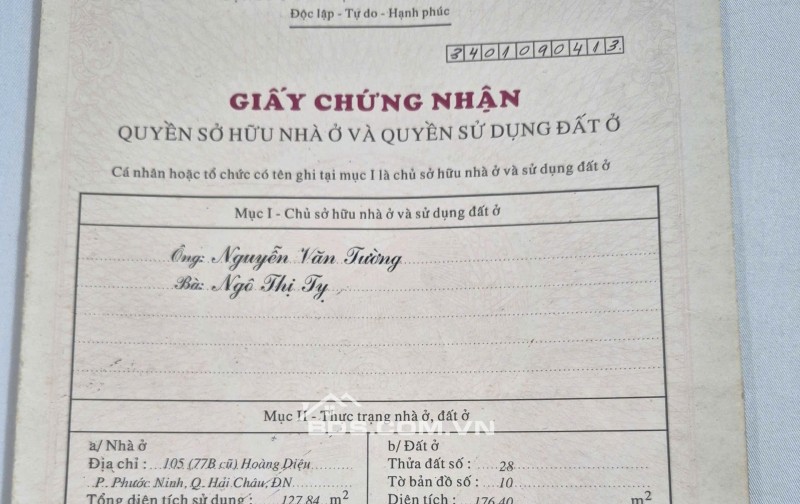 Độc lập - Tự do - Hạnh phúc
3401090413.
GIẤY CHỨNG NHẬN
QUYỀN SỞ HỮU NHÀ Ở VÀ QUYỀN SỬ DỤNG ĐẤT Ở
Cá nhân hoặc tổ chức có tên ghi tại mục I là chủ sở hữu nhà ở và sử dụng đất ở
Mục I - Chủ sở hữu nhà ở và sử dụng đất ở
Ông: Nguyễn Văn Tường
Bà: Ngô Thị Tỵ
Mục II - Thực trạng nhà ở, đất ở
BDS.COM.VN
a/ Nhà ở
Địa chỉ : 105 (77B cũ) Hoàng Diệu
P. Phước Ninh, Q. Hải Châu, ĐN
Tổng diện tích sử dụng : 127,84 m2
b/ Đất ở
Thửa đất số : 28
Tờ bản đồ số : 10
Diện tích : 176,40 m2